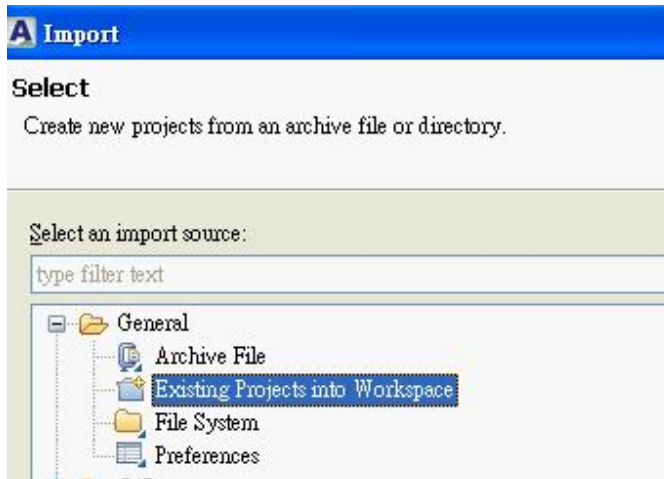 Import
Select
Create new projects from an archive file or directory.
Select an import source:
type filter text
General
Archive File
Existing Projects into Workspace
File System
Preferences